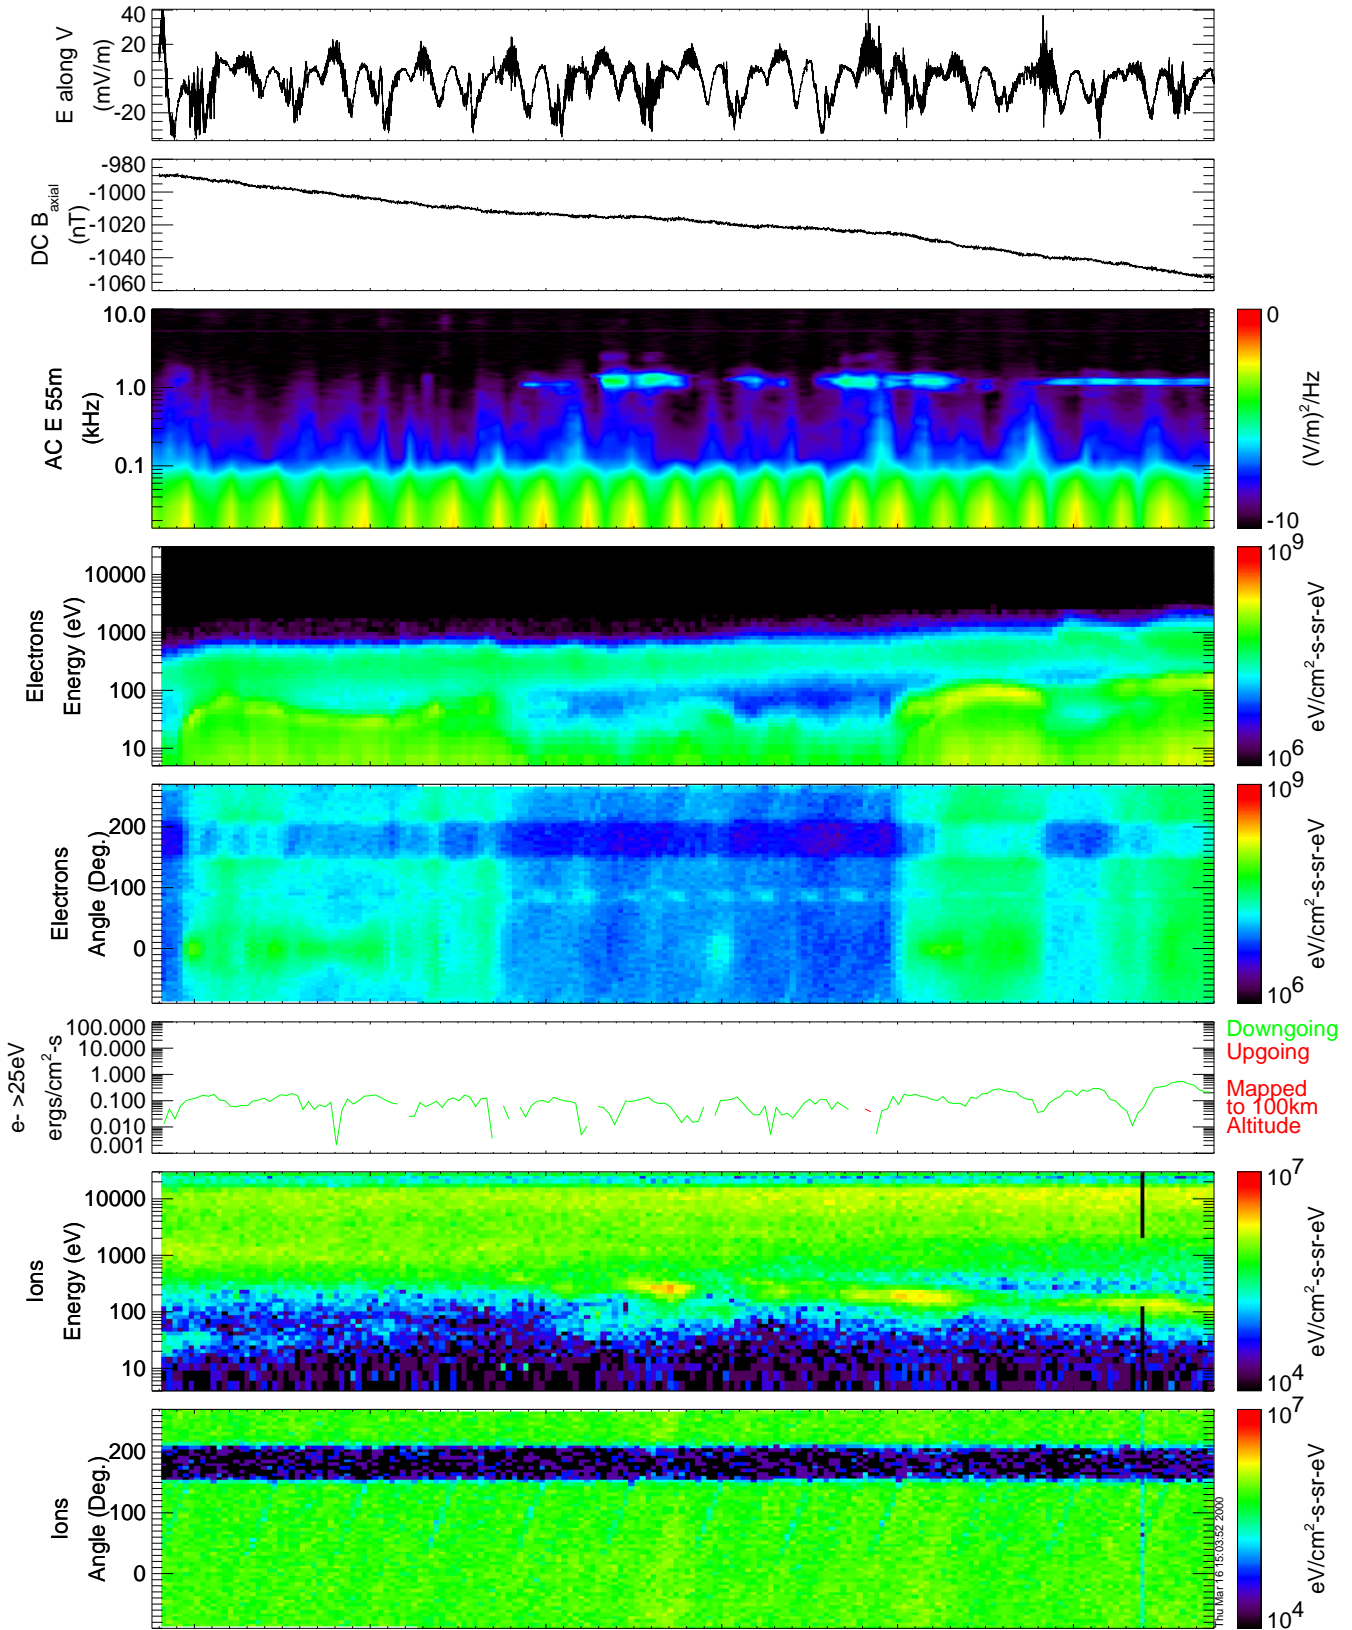 E along V
(mV/m)
40
20
0
-20
DC B axial
(nT)
-980
-1000
-1020
-1040
-1060
AC E 55m
(kHz)
10.0
1.0
0.1
0
-10
(V/m)²/Hz
Electrons
Energy (eV)
10000
1000
100
10
10⁹
10⁶
eV/cm²-s-sr-eV
Electrons
Angle (Deg.)
200
100
0
10⁹
10⁶
eV/cm²-s-sr-eV
e- >25eV
ergs/cm²-s
100.000
10.000
1.000
0.100
0.010
0.001
Downgoing
Upgoing
Mapped
to 100km
Altitude
Ions
Energy (eV)
10000
1000
100
10
10⁷
10⁴
eV/cm²-s-sr-eV
Ions
Angle (Deg.)
200
100
0
10⁷
10⁴
eV/cm²-s-sr-eV
Thu Mar 16 15:03:52 2000